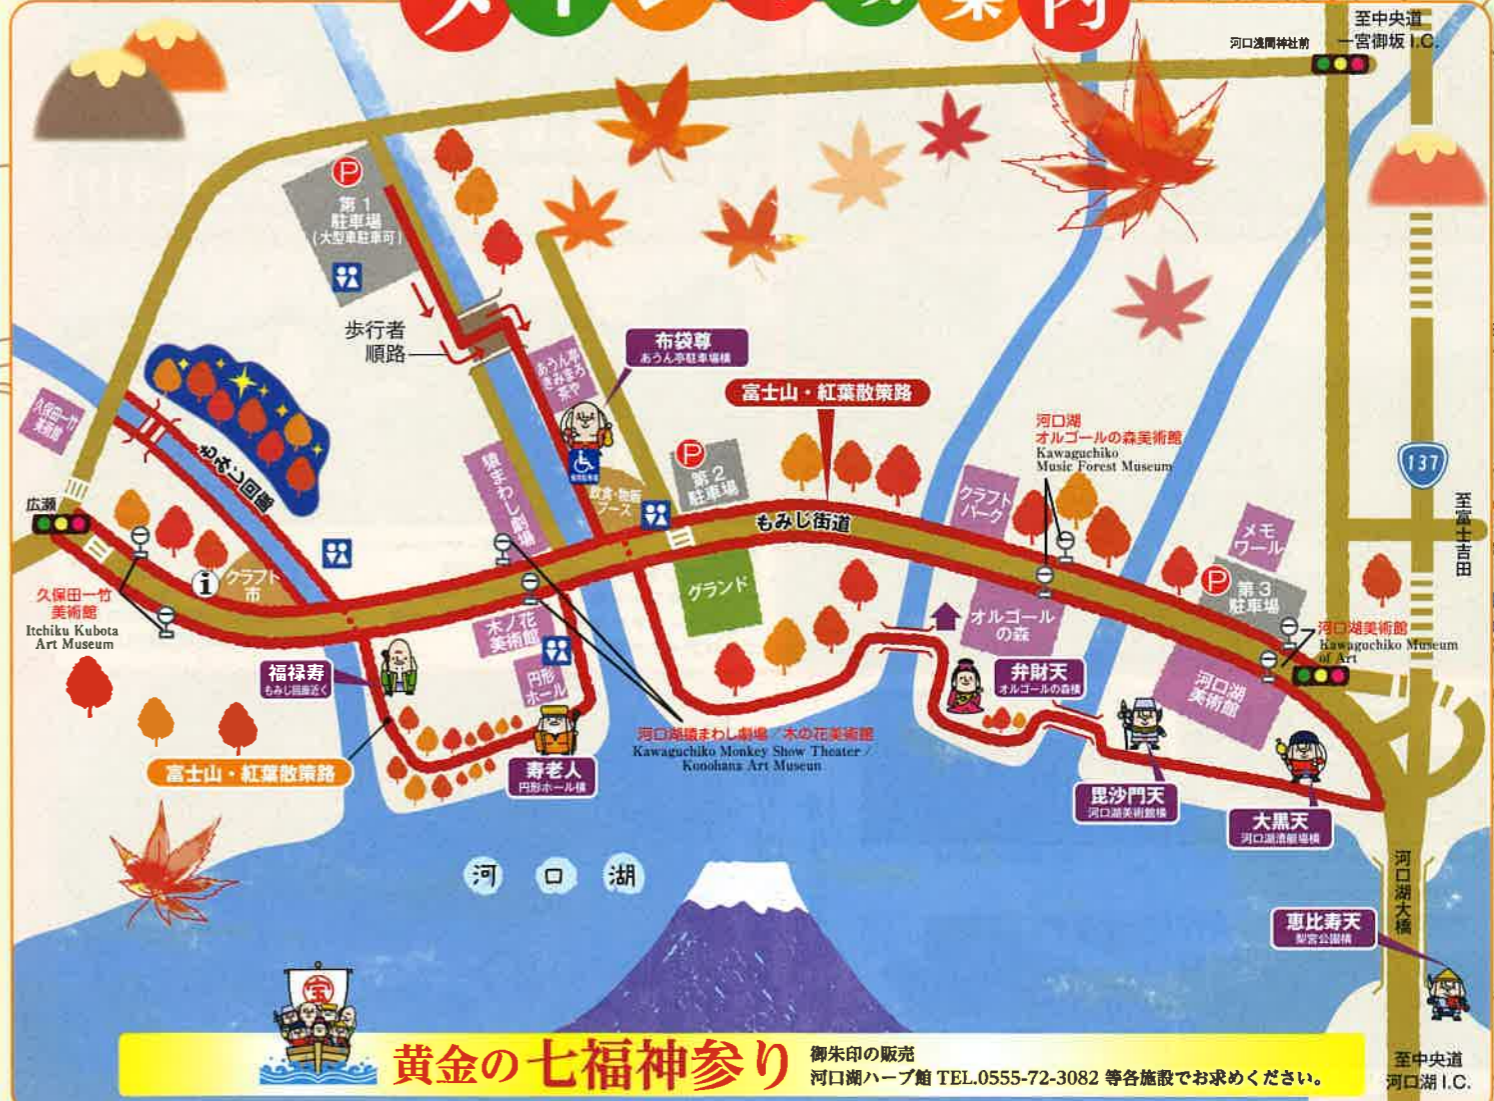 メイン
案内
至中央道
一宮御坂 I.C.
河口浅間神社前
P
第1
駐車場
(大型車駐車可)
歩行者
順路
あうん亭
きみまろ
茶や
布袋尊
あうん亭駐車場横
富士山・紅葉散策路
河口湖
オルゴールの森美術館
Kawaguchiko
Music Forest Museum
久保田一竹
美術館
もみじ回廊
猿まわし劇場
飲食・物販
ブース
P
第2
駐車場
もみじ街道
クラフト
パーク
137
至富士吉田
メモ
ワール
広瀬
i
クラフト
市
グランド
P
第3
駐車場
久保田一竹
美術館
Itchiku Kubota
Art Museum
木ノ花
美術館
円形
ホール
オルゴール
の森
河口湖美術館
Kawaguchiko Museum
of Art
河口湖
美術館
福禄寿
もみじ回廊近く
弁財天
オルゴールの森横
河口湖猿まわし劇場/木の花美術館
Kawaguchiko Monkey Show Theater /
Konohana Art Museun
富士山・紅葉散策路
寿老人
円形ホール横
毘沙門天
河口湖美術館横
大黒天
河口湖漕艇場横
河口湖
河口湖大橋
恵比寿天
梨宮公園横
宝
黄金の七福神参り
御朱印の販売
河口湖ハーブ館 TEL.0555-72-3082 等各施設でお求めください。
至中央道
河口湖 I.C.